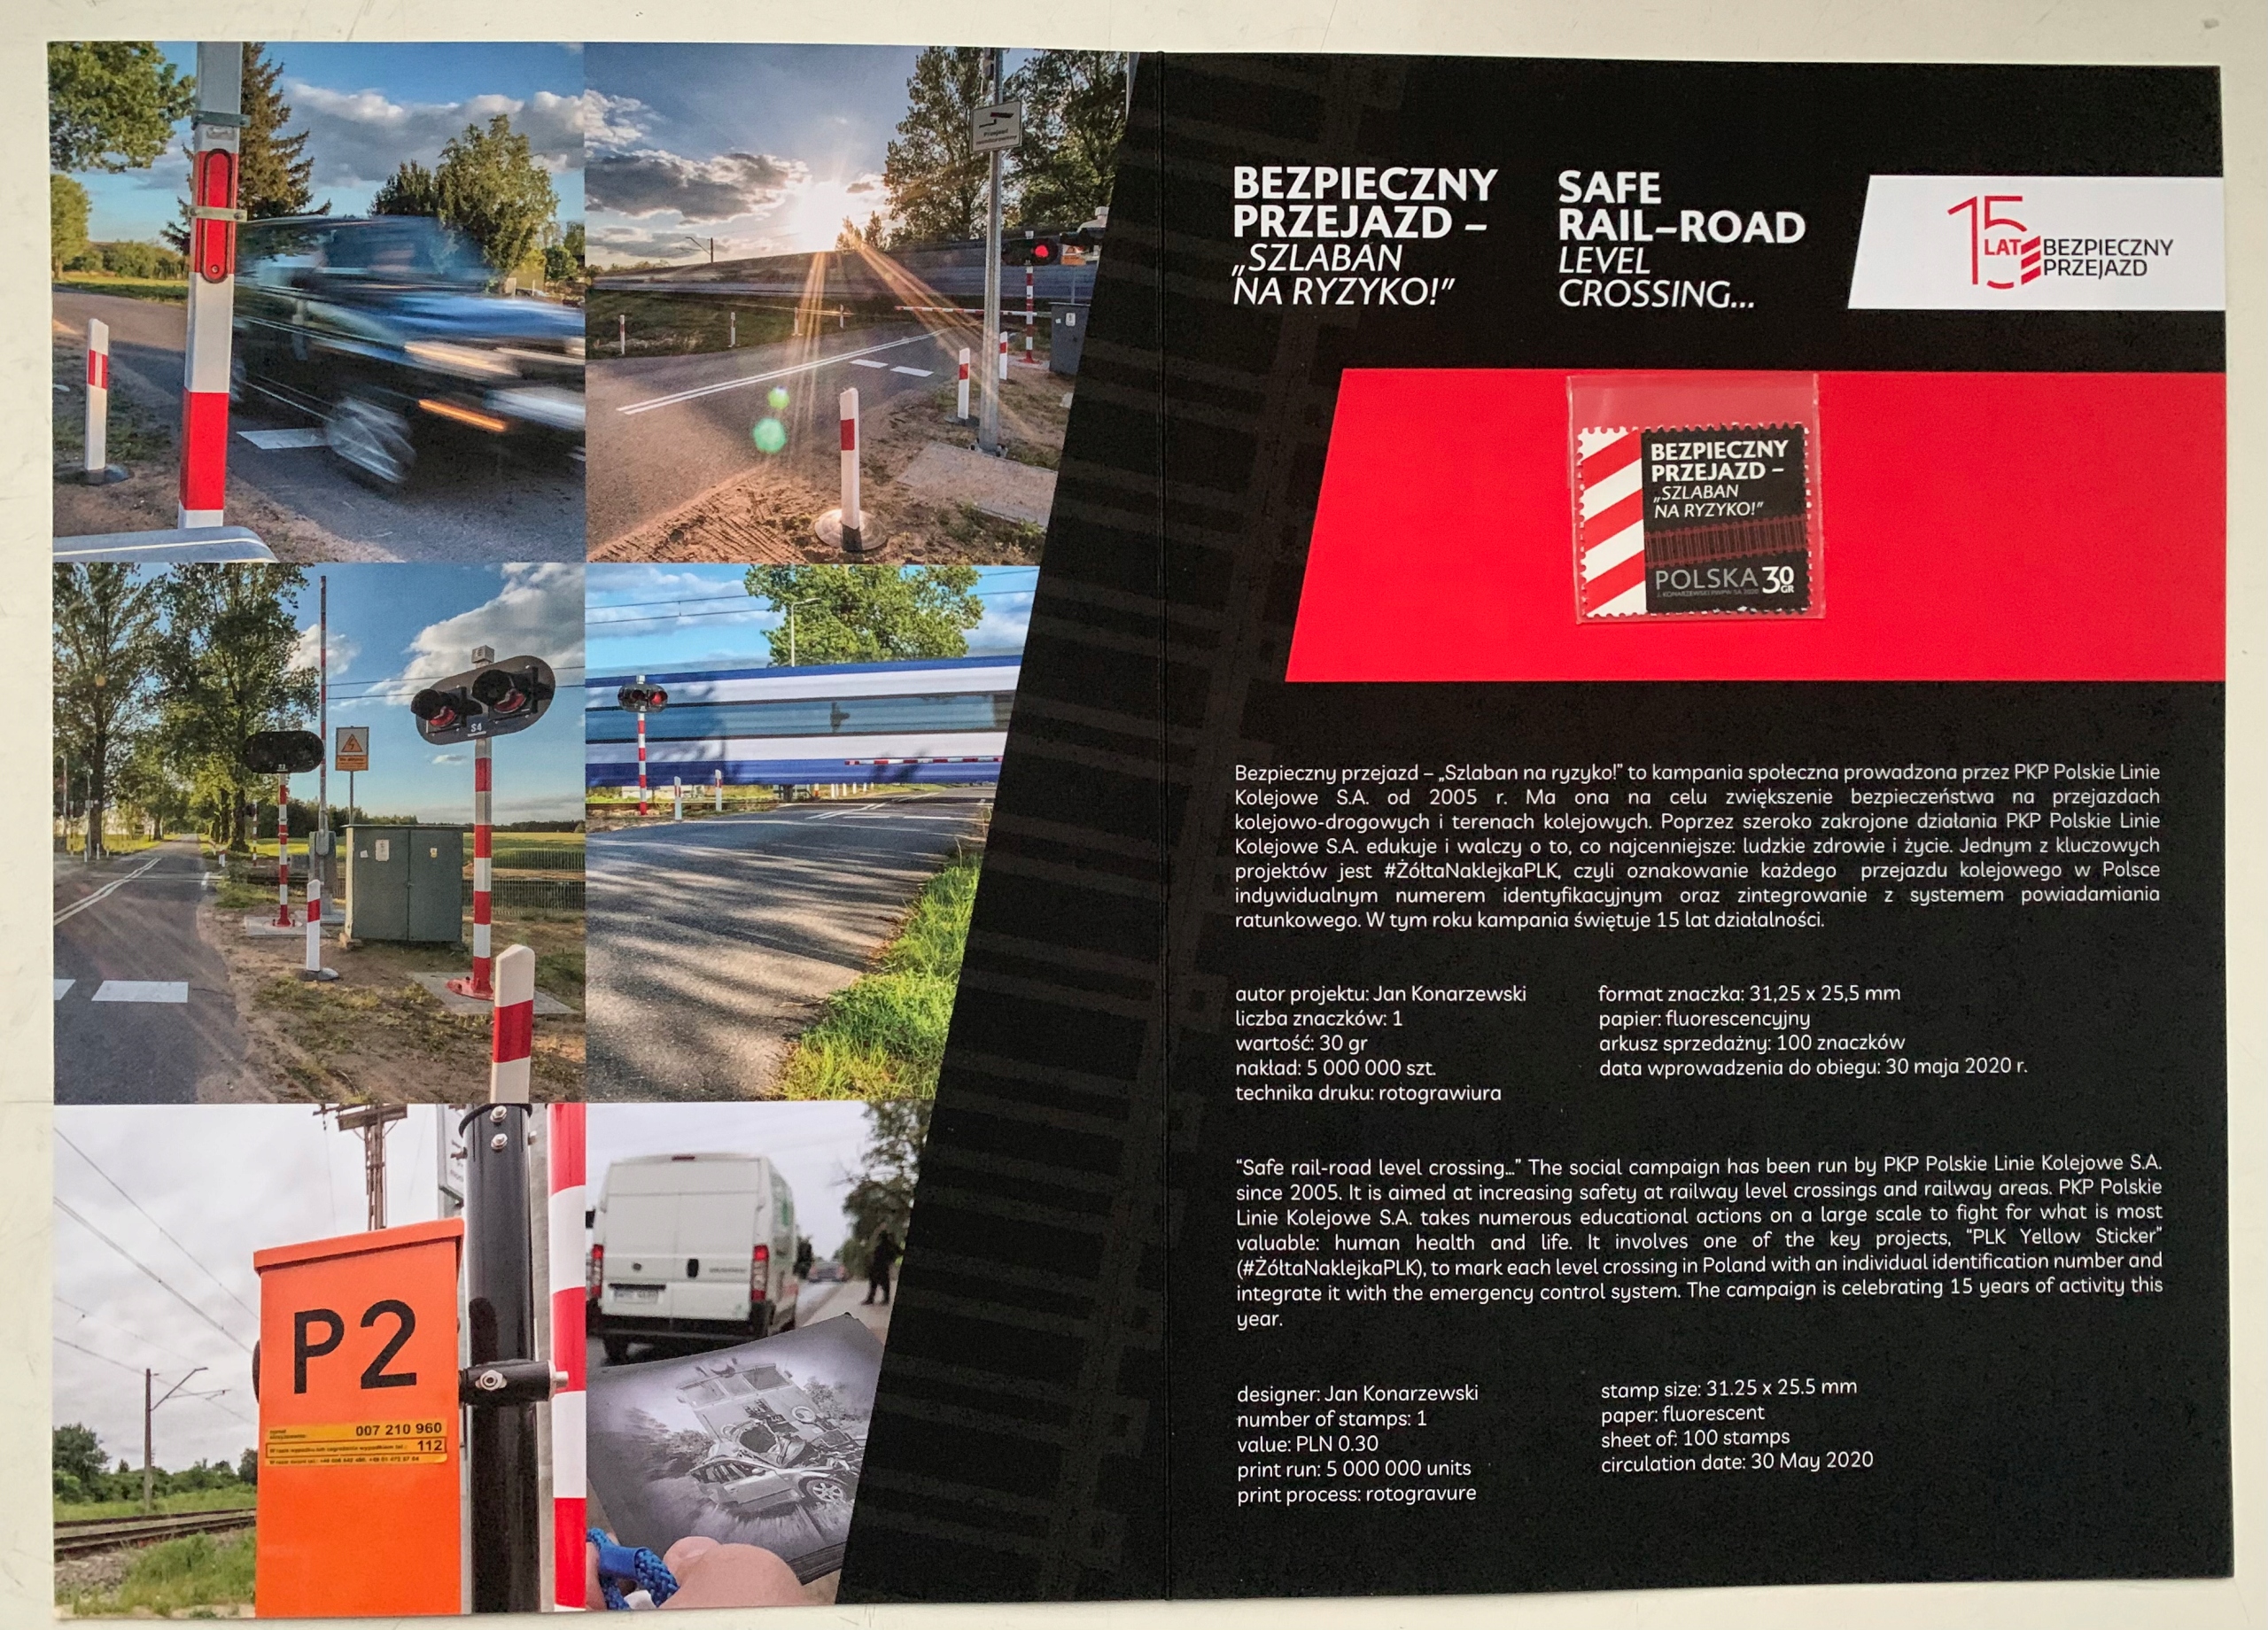 BEZPIECZNY
PRZEJAZD –
„SZLABAN
NA RYZYKO!”
SAFE
RAIL–ROAD
LEVEL
CROSSING...
15
LAT
BEZPIECZNY
PRZEJAZD
BEZPIECZNY
PRZEJAZD –
„SZLABAN
NA RYZYKO!”
POLSKA 30
GR
J. KONARZEWSKI PWPW SA 2020
Bezpieczny przejazd – „Szlaban na ryzyko!” to kampania społeczna prowadzona przez PKP Polskie Linie
Kolejowe S.A. od 2005 r. Ma ona na celu zwiększenie bezpieczeństwa na przejazdach
kolejowo-drogowych i terenach kolejowych. Poprzez szeroko zakrojone działania PKP Polskie Linie
Kolejowe S.A. edukuje i walczy o to, co najcenniejsze: ludzkie zdrowie i życie. Jednym z kluczowych
projektów jest #ŻółtaNaklejkaPLK, czyli oznakowanie każdego przejazdu kolejowego w Polsce
indywidualnym numerem identyfikacyjnym oraz zintegrowanie z systemem powiadamiania
ratunkowego. W tym roku kampania świętuje 15 lat działalności.
autor projektu: Jan Konarzewski
liczba znaczków: 1
wartość: 30 gr
nakład: 5 000 000 szt.
technika druku: rotograwiura
format znaczka: 31,25 x 25,5 mm
papier: fluorescencyjny
arkusz sprzedażny: 100 znaczków
data wprowadzenia do obiegu: 30 maja 2020 r.
“Safe rail-road level crossing...” The social campaign has been run by PKP Polskie Linie Kolejowe S.A.
since 2005. It is aimed at increasing safety at railway level crossings and railway areas. PKP Polskie
Linie Kolejowe S.A. takes numerous educational actions on a large scale to fight for what is most
valuable: human health and life. It involves one of the key projects, “PLK Yellow Sticker”
(#ŻółtaNaklejkaPLK), to mark each level crossing in Poland with an individual identification number and
integrate it with the emergency control system. The campaign is celebrating 15 years of activity this
year.
designer: Jan Konarzewski
number of stamps: 1
value: PLN 0.30
print run: 5 000 000 units
print process: rotogravure
stamp size: 31.25 x 25.5 mm
paper: fluorescent
sheet of: 100 stamps
circulation date: 30 May 2020
S4
P2
007 210 960
112